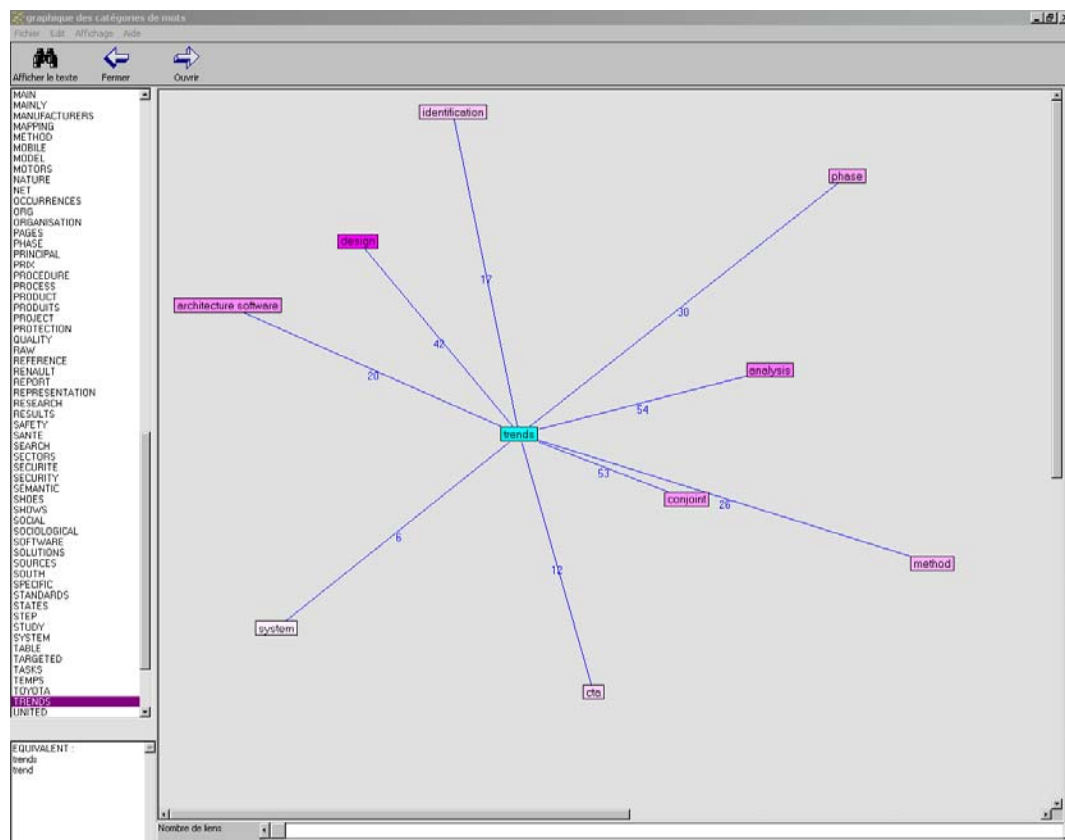 graphique des catégories de mots
Fichier Edit Affichage Aide
Afficher le texte Fermer Ouvrir
MAIN
MAINLY
MANUFACTURERS
MAPPING
METHOD
MOBILE
MODEL
MOTORS
NATURE
NET
OCCURRENCES
ORG
ORGANISATION
PAGES
PHASE
PRINCIPAL
PRIX
PROCEDURE
PROCESS
PRODUCT
PRODUITS
PROJECT
PROTECTION
QUALITY
RAW
REFERENCE
RENAULT
REPORT
REPRESENTATION
RESEARCH
RESULTS
SAFETY
SANTE
SEARCH
SECTORS
SECURITE
SECURITY
SEMANTIC
SHOES
SHOWS
SOCIAL
SOCIOLOGICAL
SOFTWARE
SOLUTIONS
SOURCES
SOUTH
SPECIFIC
STANDARDS
STATES
STEP
STUDY
SYSTEM
TABLE
TARGETED
TASKS
TEMPS
TOYOTA
TRENDS
UNITED
EQUIVALENT :
trends
trend
identification
phase
design
17
architecture software
30
42
analysis
20
54
trends
53
conjoint
26
6
method
12
system
cta
Nombre de liens